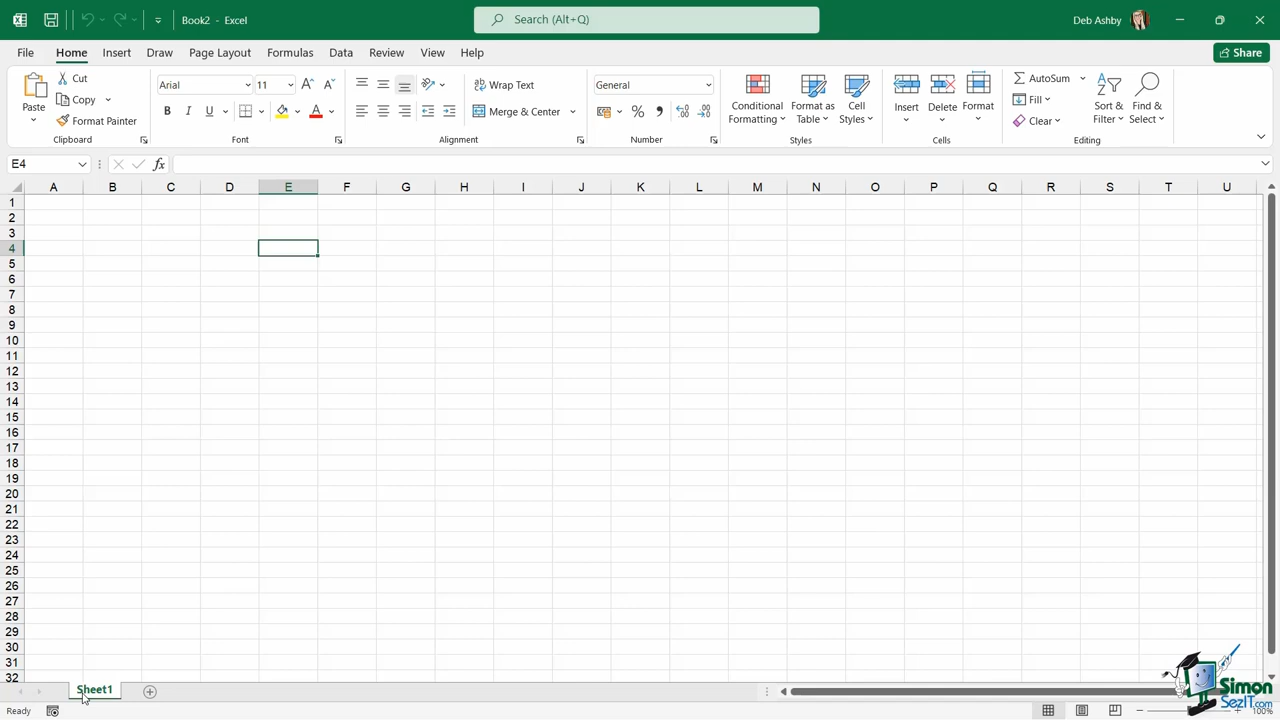 Book2 - Excel
Search (Alt+Q)
Deb Ashby
File Home Insert Draw Page Layout Formulas Data Review View Help
Share
Paste
Cut
Copy
Format Painter
Clipboard
Arial 11
B I U A
Font
Wrap Text
Merge & Center
Alignment
General
%
Number
Conditional Formatting
Format as Table
Cell Styles
Styles
Insert
Delete
Format
Cells
AutoSum
Fill
Clear
Sort & Filter
Find & Select
Editing
E4
fx
A B C D E F G H I J K L M N O P Q R S T U
1
2
3
4
5
6
7
8
9
10
11
12
13
14
15
16
17
18
19
20
21
22
23
24
25
26
27
28
29
30
31
32
Sheet1
Ready
100%
Simon
SezIT.com